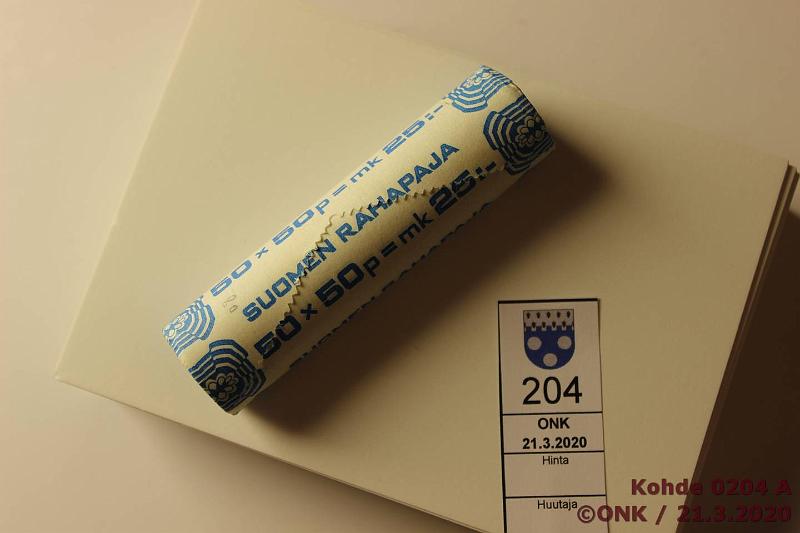 50 x 50p = mk 25:-
SUOMEN RAHAPAJA
50 x 50p = mk 25:-
20
204
ONK
21.3.2020
Hinta
Huutaja
Kohde 0204 A
©ONK / 21.3.2020